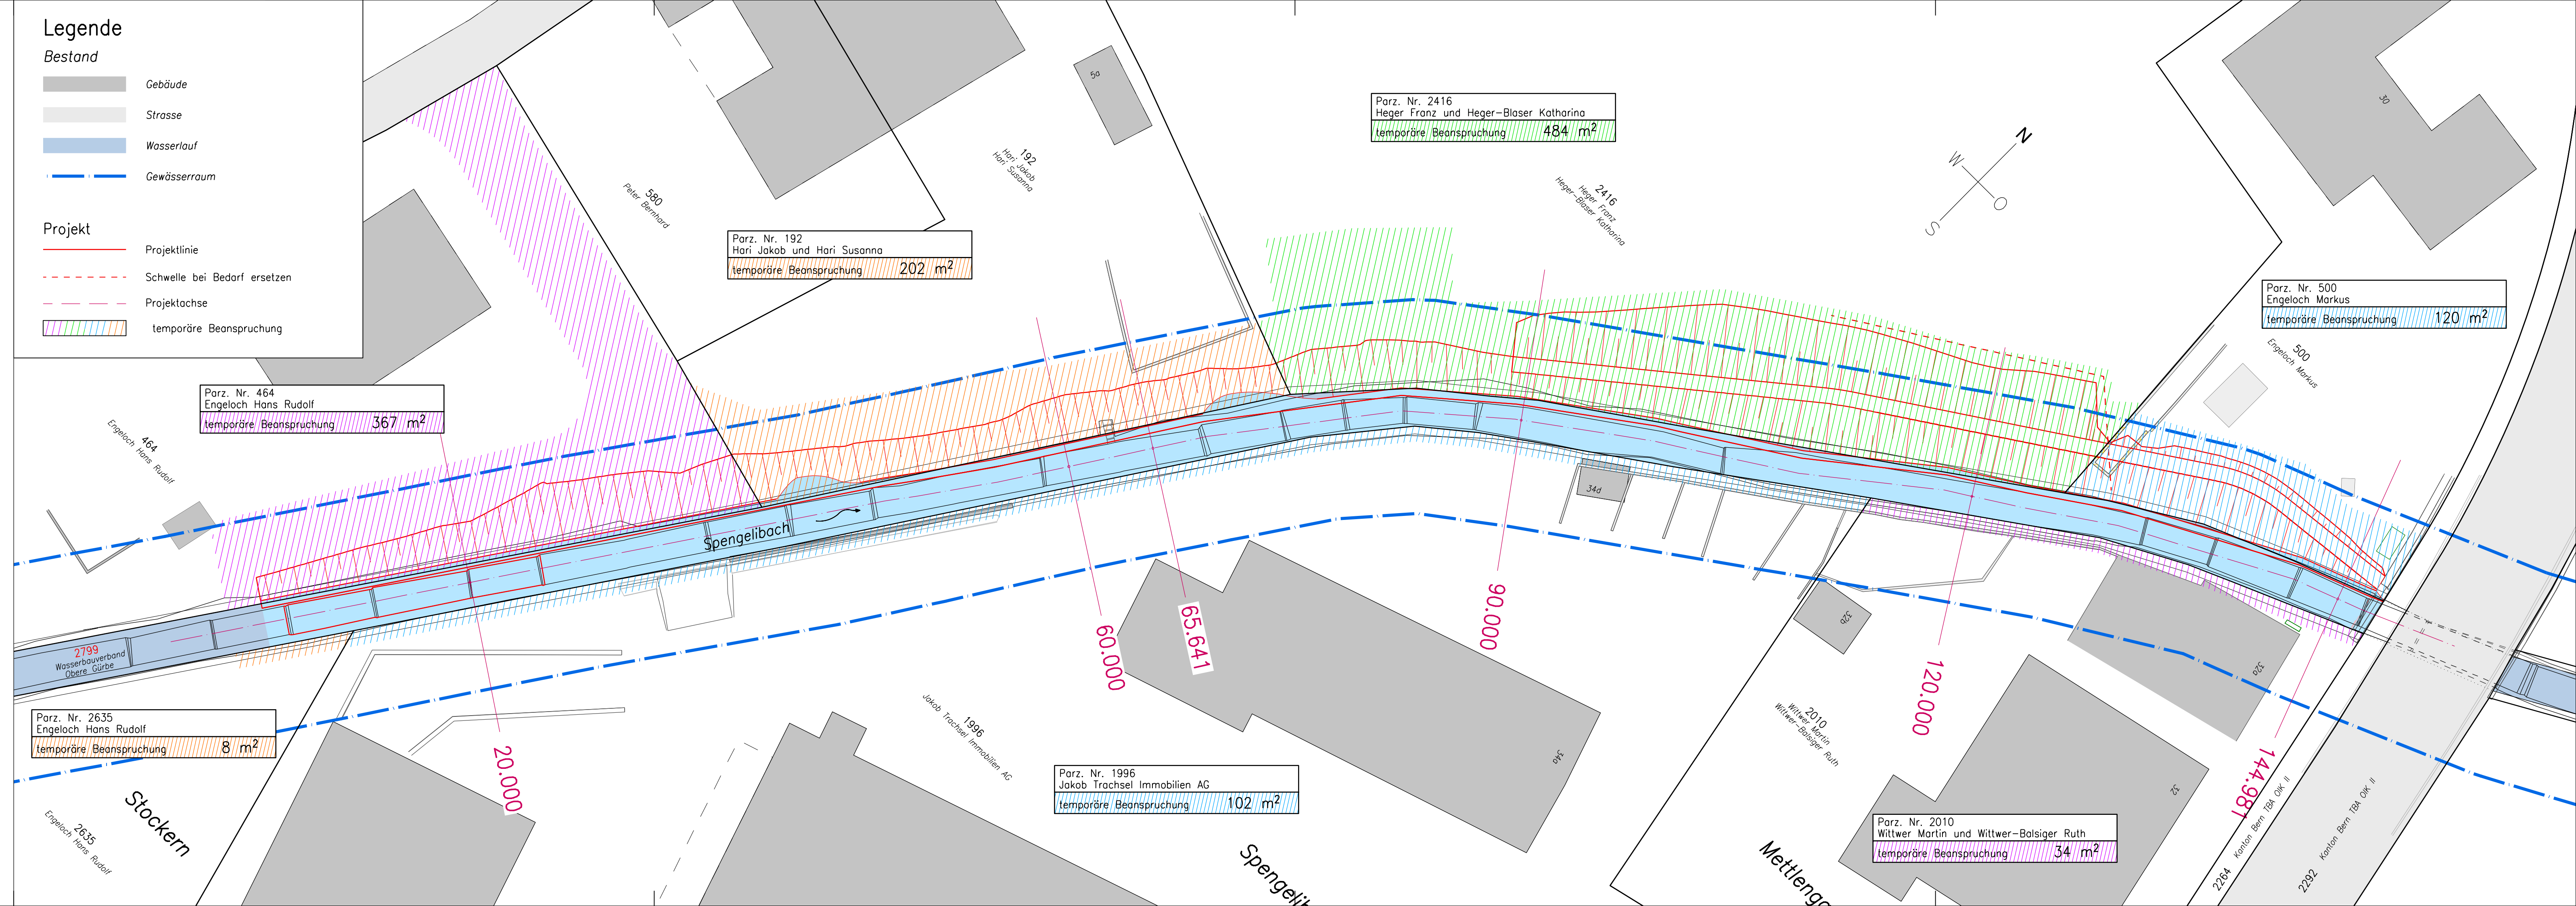 Legende
Bestand
Gebäude
Strasse
Wasserlauf
Gewässerraum
Projekt
Projektlinie
Schwelle bei Bedarf ersetzen
Projektachse
temporäre Beanspruchung
Parz. Nr. 464
Engeloch Hans Rudolf
temporäre Beanspruchung 367 m²
464
Engeloch Hans Rudolf
2799
Wasserbauverband
Obere Gürbe
Parz. Nr. 2635
Engeloch Hans Rudolf
temporäre Beanspruchung 8 m²
2635
Engeloch Hans Rudolf
Stockern
580
Peter Bernhard
Parz. Nr. 192
Hari Jakob und Hari Susanna
temporäre Beanspruchung 202 m²
192
Hari Jakob
Hari Susanna
5a
Spengelibach
20.000
60.000
65.641
90.000
120.000
144.981
Parz. Nr. 2416
Heger Franz und Heger-Blaser Katharina
temporäre Beanspruchung 484 m²
2416
Heger Franz
Heger-Blaser Katharina
N
W
O
S
30
Parz. Nr. 500
Engeloch Markus
temporäre Beanspruchung 120 m²
500
Engeloch Markus
34d
32b
32a
34a
32
1996
Jakob Trachsel Immobilien AG
Parz. Nr. 1996
Jakob Trachsel Immobilien AG
temporäre Beanspruchung 102 m²
2010
Wittwer Martin
Wittwer-Balsiger Ruth
Parz. Nr. 2010
Wittwer Martin und Wittwer-Balsiger Ruth
temporäre Beanspruchung 34 m²
2264
Kanton Bern TBA OIK II
2292
Kanton Bern TBA OIK II